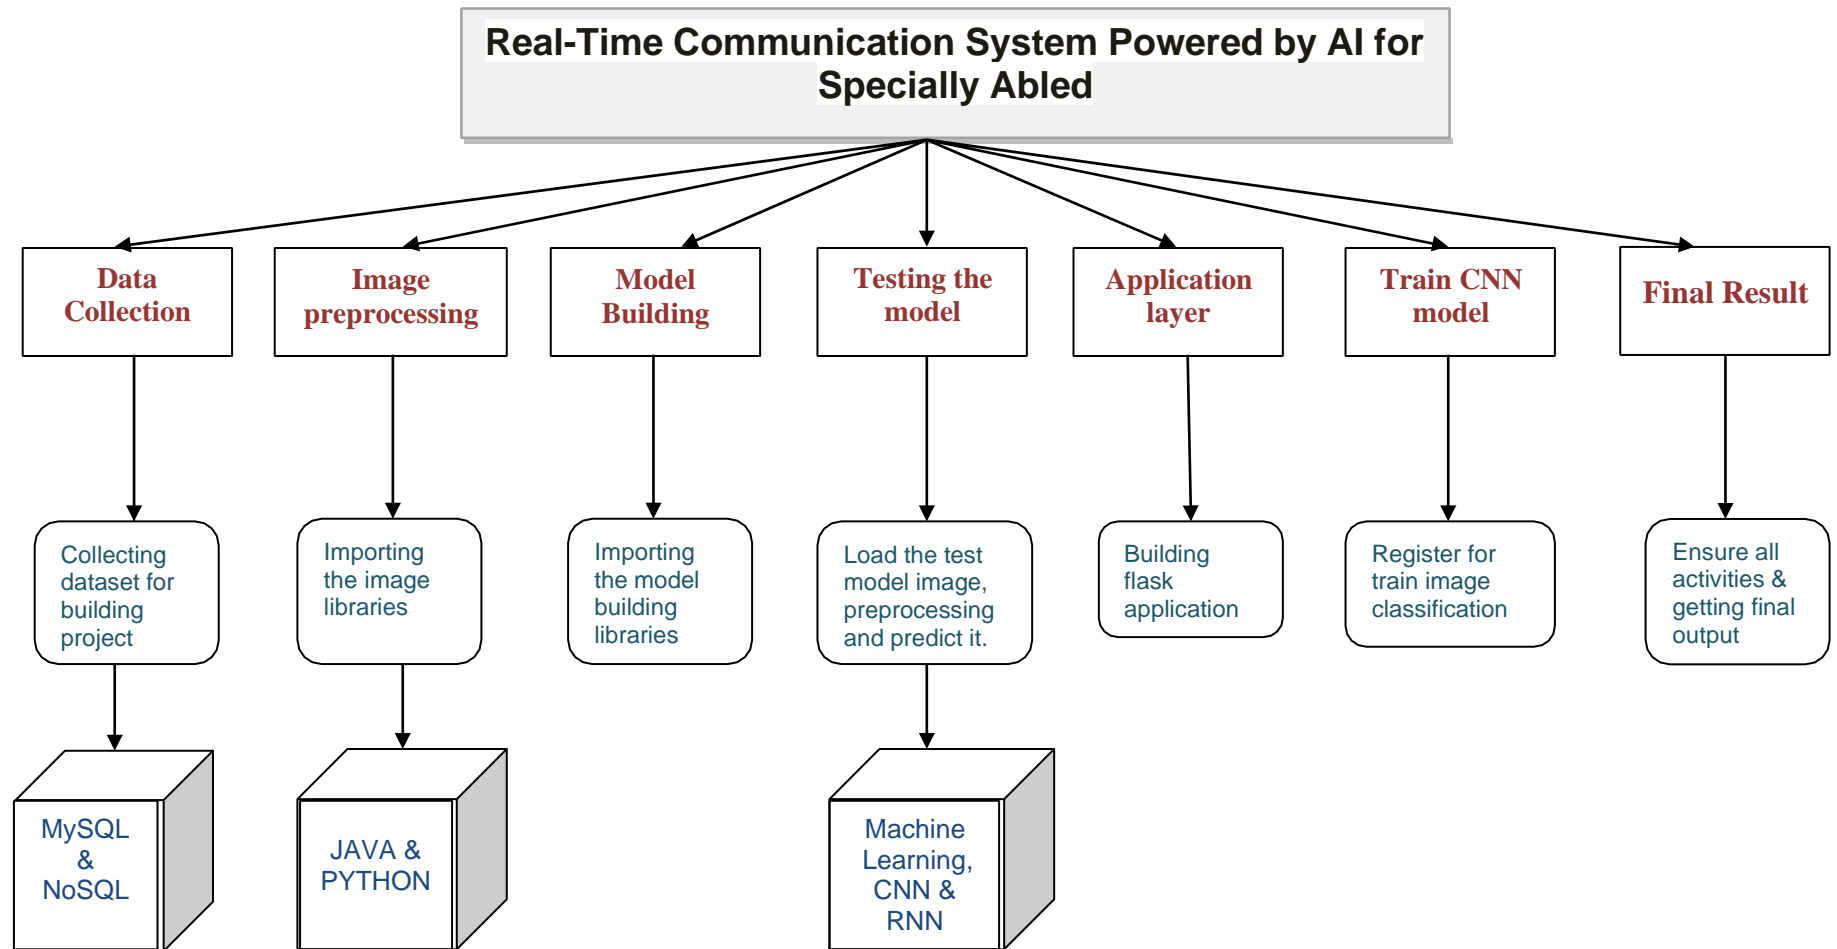 Real-Time Communication System Powered by AI for
Specially Abled
Data
Collection
Image
preprocessing
Model
Building
Testing the
model
Application
layer
Train CNN
model
Final Result
Collecting
dataset for
building
project
Importing
the image
libraries
Importing
the model
building
libraries
Load the test
model image,
preprocessing
and predict it.
Building
flask
application
Register for
train image
classification
Ensure all
activities &
getting final
output
MySQL
&
NoSQL
JAVA &
PYTHON
Machine
Learning,
CNN &
RNN